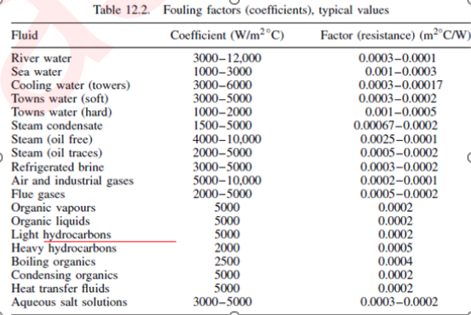 Table 12.2. Fouling factors (coefficients), typical values
Fluid Coefficient (W/m²°C) Factor (resistance) (m²°C/W)
River water 3000–12,000 0.0003–0.0001
Sea water 1000–3000 0.001–0.0003
Cooling water (towers) 3000–6000 0.0003–0.00017
Towns water (soft) 3000–5000 0.0003–0.0002
Towns water (hard) 1000–2000 0.001–0.0005
Steam condensate 1500–5000 0.00067–0.0002
Steam (oil free) 4000–10,000 0.0025–0.0001
Steam (oil traces) 2000–5000 0.0005–0.0002
Refrigerated brine 3000–5000 0.0003–0.0002
Air and industrial gases 5000–10,000 0.0002–0.0001
Flue gases 2000–5000 0.0005–0.0002
Organic vapours 5000 0.0002
Organic liquids 5000 0.0002
Light hydrocarbons 5000 0.0002
Heavy hydrocarbons 2000 0.0005
Boiling organics 2500 0.0004
Condensing organics 5000 0.0002
Heat transfer fluids 5000 0.0002
Aqueous salt solutions 3000–5000 0.0003–0.0002